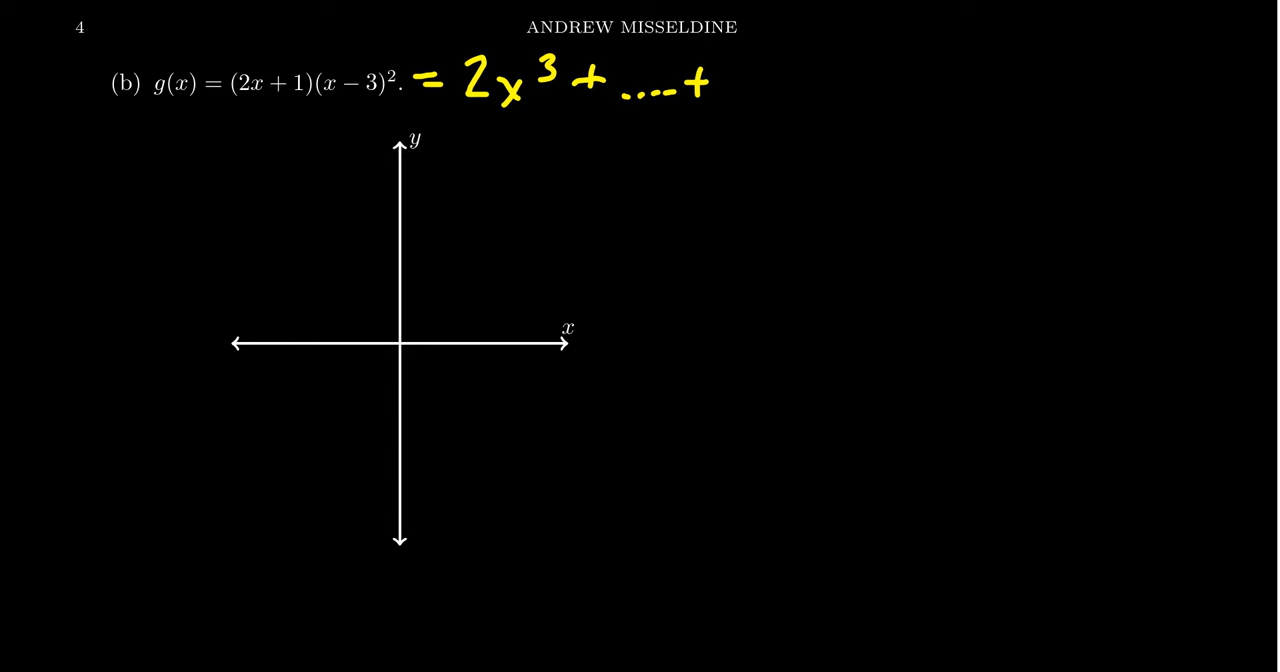 4 ANDREW MISSELDINE
(b) g(x) = (2x + 1)(x − 3)². = 2x³ + ..... +
y
x